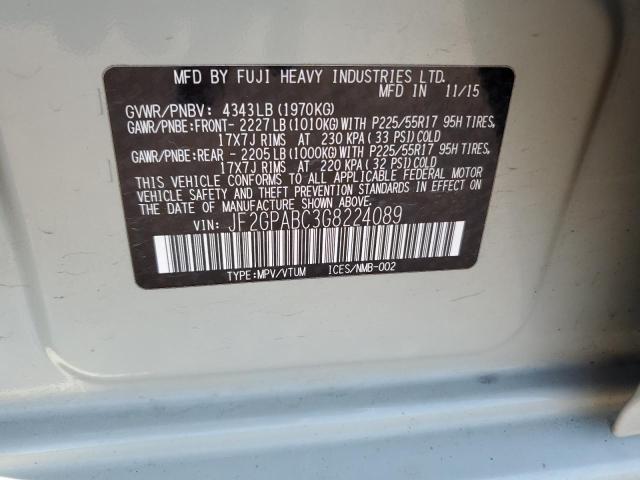 MFD BY FUJI HEAVY INDUSTRIES LTD.
MFD IN 11/15
GVWR/PNBV: 4343LB (1970KG)
GAWR/PNBE:FRONT- 2227LB (1010KG) WITH P225/55R17 95H TIRES,
17X7J RIMS AT 230 KPA (33 PSI) COLD
GAWR/PNBE:REAR - 2205LB (1000KG) WITH P225/55R17 95H TIRES,
17X7J RIMS AT 220 KPA (32 PSI) COLD
THIS VEHICLE CONFORMS TO ALL APPLICABLE FEDERAL MOTOR
VEHICLE SAFETY AND BUMPER STANDARDS IN EFFECT ON THE
DATE OF MANUFACTURE SHOWN ABOVE.
VIN: JF2GPABC3G8224089
TYPE:MPV/VTUM ICES/NMB-002